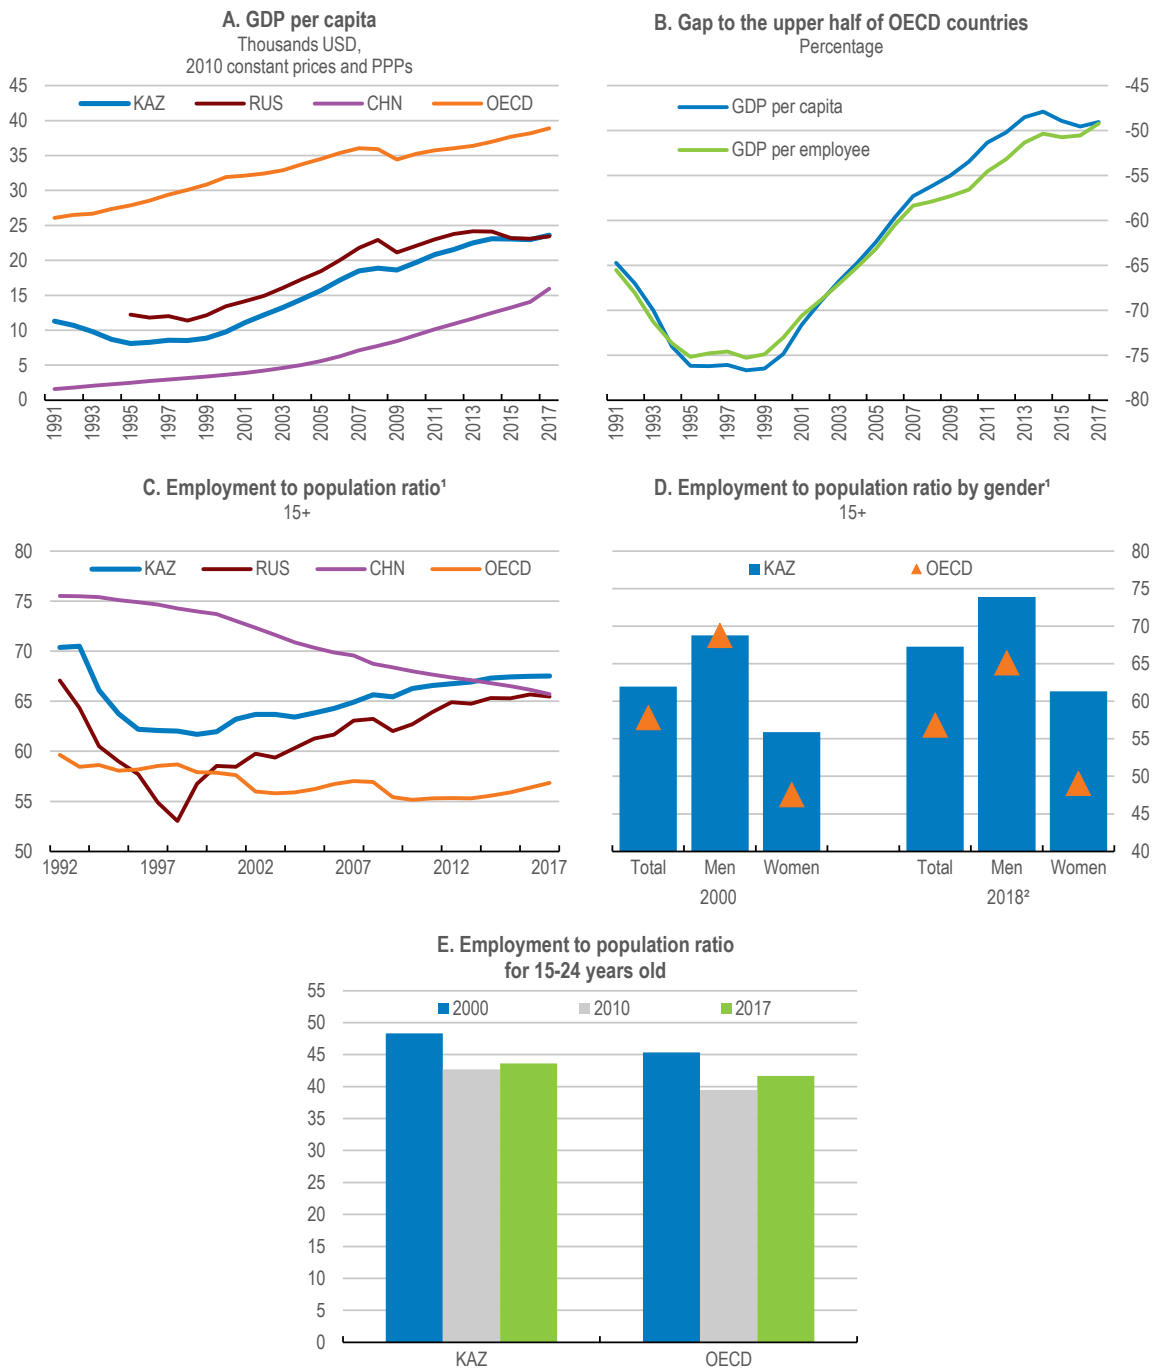 A. GDP per capita
Thousands USD,
2010 constant prices and PPPs
45
40
35
30
25
20
15
10
5
0
KAZ RUS CHN OECD
1991 1993 1995 1997 1999 2001 2003 2005 2007 2009 2011 2013 2015 2017
B. Gap to the upper half of OECD countries
Percentage
GDP per capita
GDP per employee
-45
-50
-55
-60
-65
-70
-75
-80
1991 1993 1995 1997 1999 2001 2003 2005 2007 2009 2011 2013 2015 2017
C. Employment to population ratio¹
15+
80
75
70
65
60
55
50
KAZ RUS CHN OECD
1992 1997 2002 2007 2012 2017
D. Employment to population ratio by gender¹
15+
KAZ OECD
80
75
70
65
60
55
50
45
40
Total Men Women Total Men Women
2000 2018²
E. Employment to population ratio
for 15-24 years old
55
50
45
40
35
30
25
20
15
10
5
0
2000 2010 2017
KAZ OECD